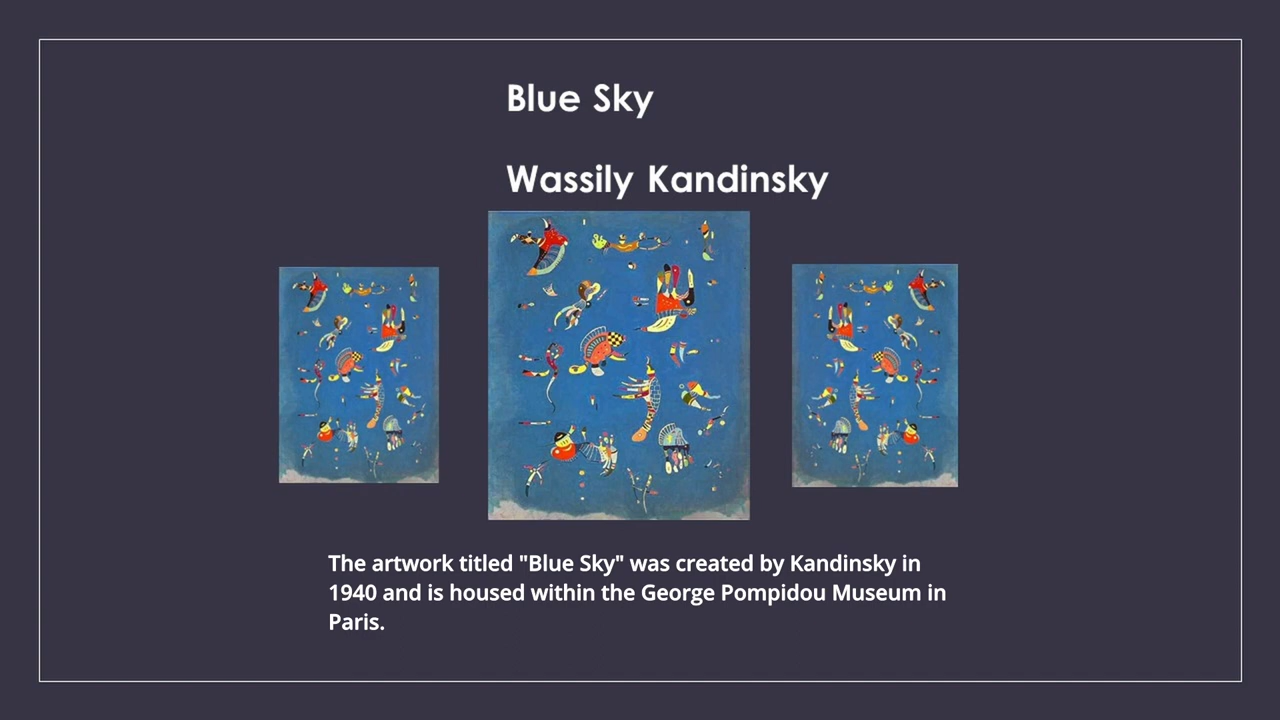 Blue Sky
Wassily Kandinsky
The artwork titled "Blue Sky" was created by Kandinsky in
1940 and is housed within the George Pompidou Museum in
Paris.